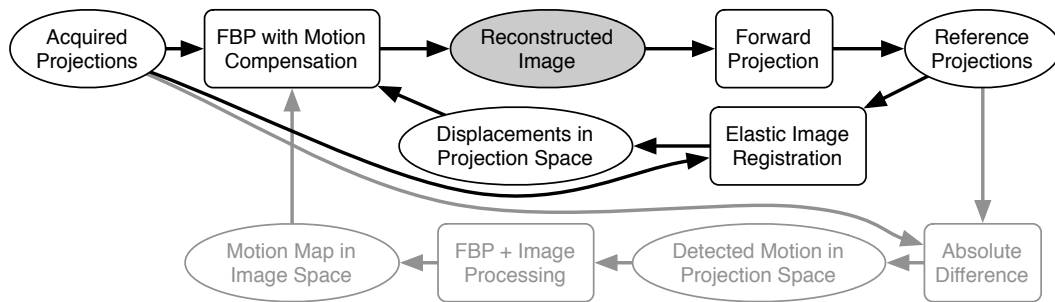 Acquired
Projections
FBP with Motion
Compensation
Reconstructed
Image
Forward
Projection
Reference
Projections
Displacements in
Projection Space
Elastic Image
Registration
Motion Map in
Image Space
FBP + Image
Processing
Detected Motion in
Projection Space
Absolute
Difference